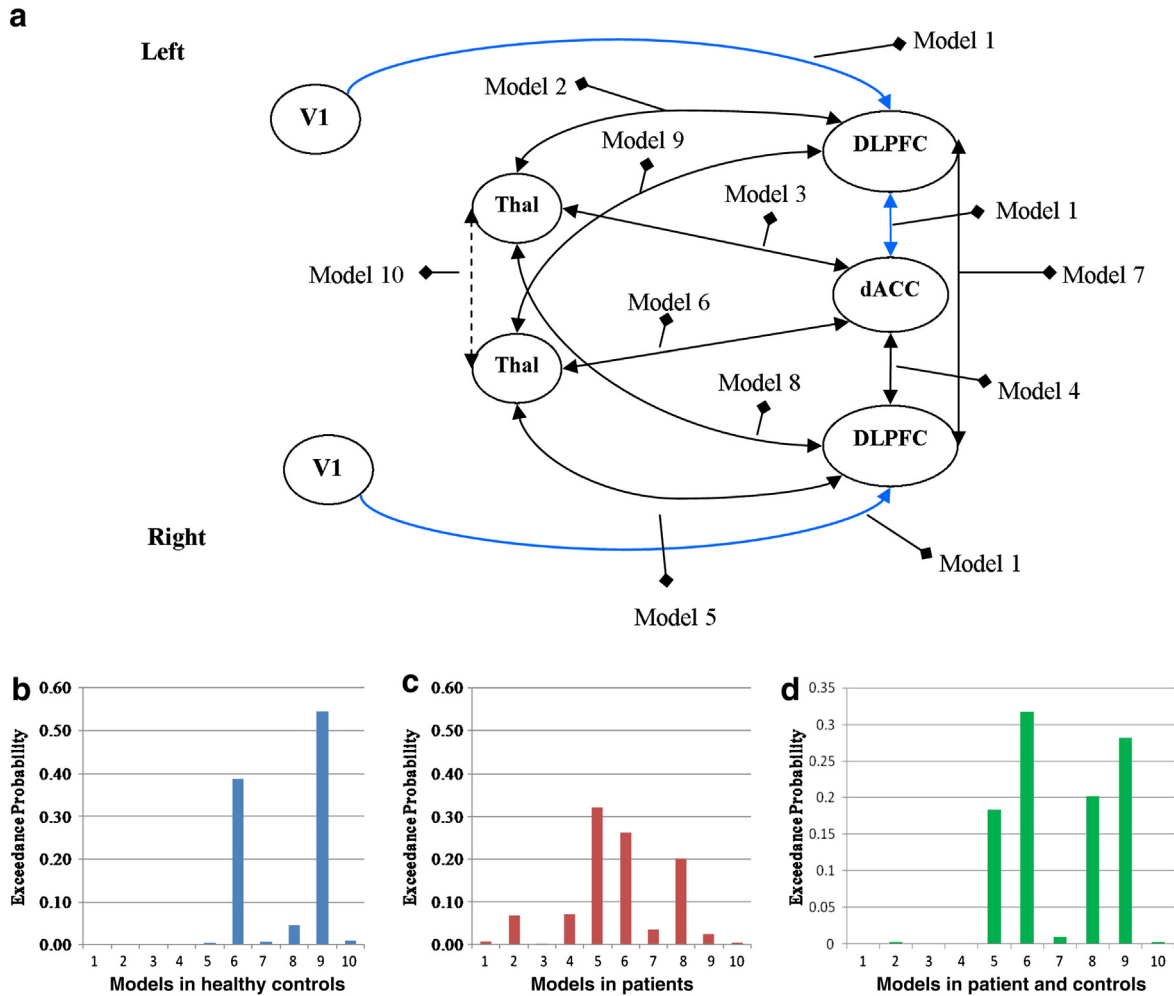 a
Left
Model 1
V1
Model 2
DLPFC
Model 9
Thal
Model 3
Model 1
Model 10
dACC
Model 7
Model 6
Thal
Model 8
Model 4
DLPFC
V1
Right
Model 1
Model 5
b
Exceedance Probability
0.60
0.50
0.40
0.30
0.20
0.10
0.00
1 2 3 4 5 6 7 8 9 10
Models in healthy controls
c
Exceedance Probability
0.60
0.50
0.40
0.30
0.20
0.10
0.00
1 2 3 4 5 6 7 8 9 10
Models in patients
d
Exceedance Probability
0.35
0.3
0.25
0.2
0.15
0.1
0.05
0
1 2 3 4 5 6 7 8 9 10
Models in patient and controls